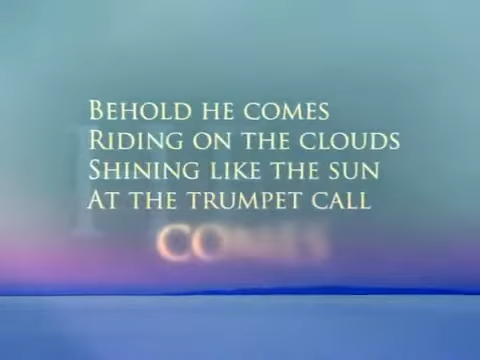 BEHOLD HE COMES
RIDING ON THE CLOUDS
SHINING LIKE THE SUN
AT THE TRUMPET CALL
COMES